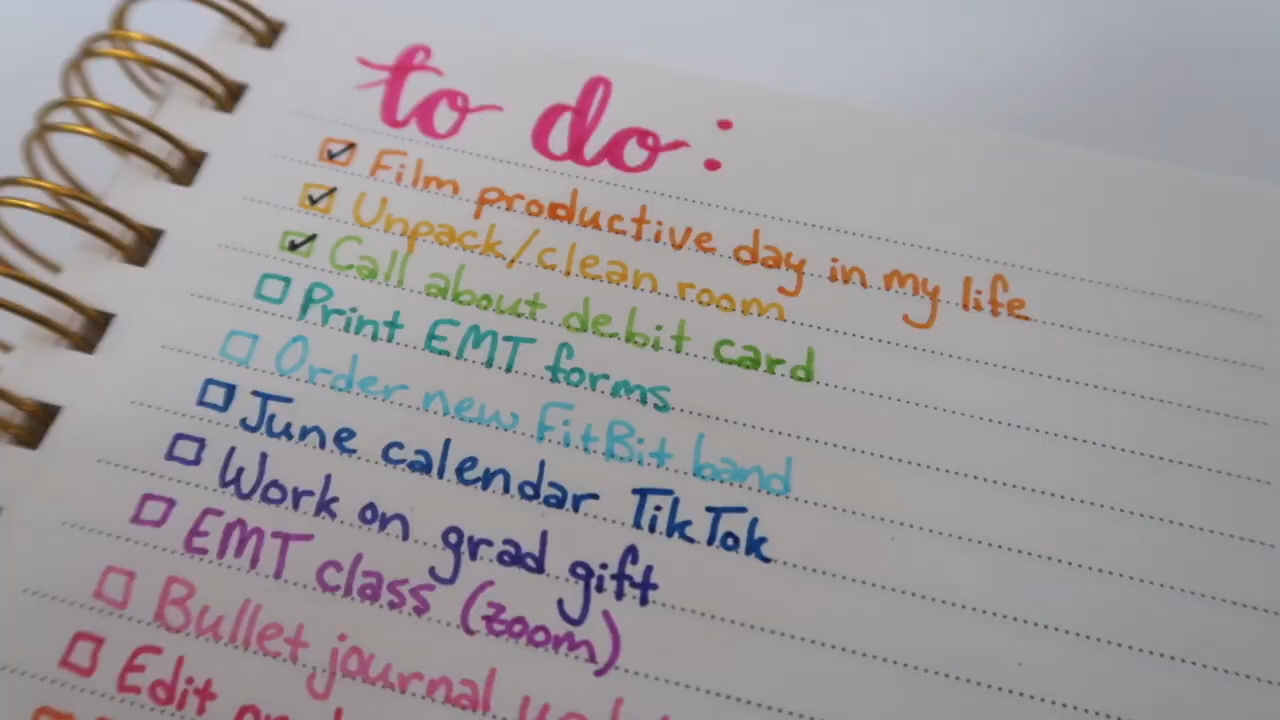 to do:
Film productive day in my life
Unpack/clean room
Call about debit card
Print EMT forms
Order new FitBit band
June calendar TikTok
Work on grad gift
EMT class (zoom)
Bullet journal
Edit